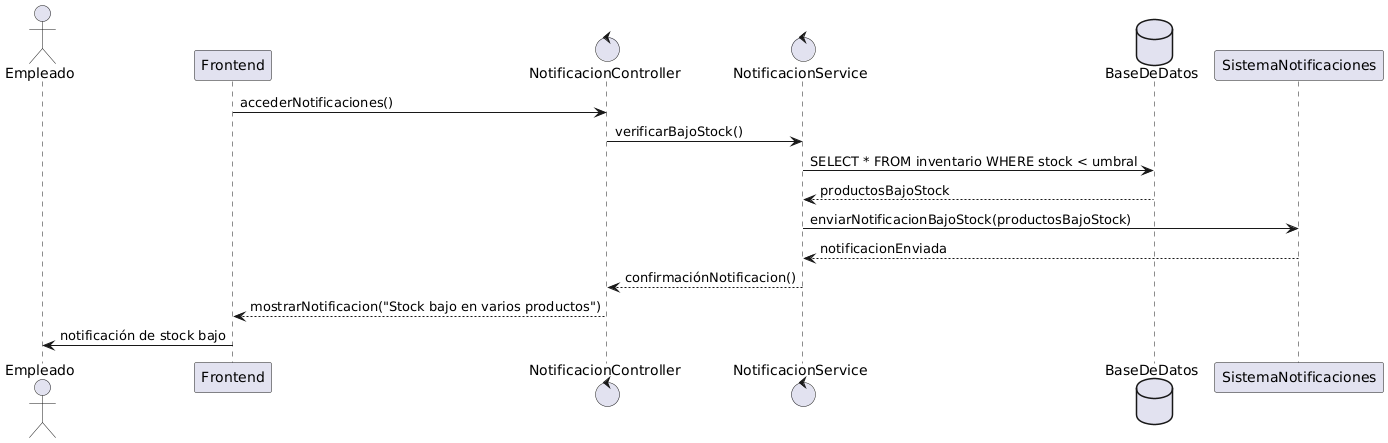 Empleado
Frontend
NotificacionController
NotificacionService
BaseDeDatos
SistemaNotificaciones
accederNotificaciones()
verificarBajoStock()
SELECT * FROM inventario WHERE stock < umbral
productosBajoStock
enviarNotificacionBajoStock(productosBajoStock)
notificacionEnviada
confirmaciónNotificacion()
mostrarNotificacion("Stock bajo en varios productos")
notificación de stock bajo
Empleado
Frontend
NotificacionController
NotificacionService
BaseDeDatos
SistemaNotificaciones